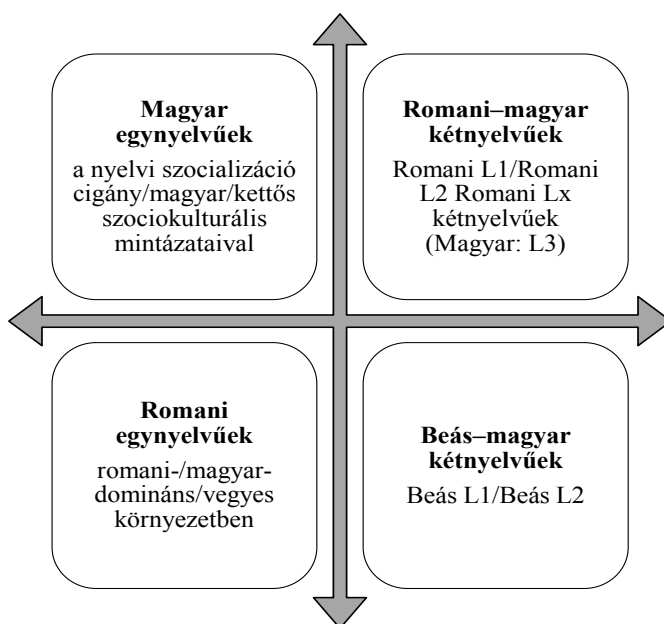 Magyar
egynyelvűek
a nyelvi szocializáció
cigány/magyar/kettős
szociokulturális
mintázataival
Romani–magyar
kétnyelvűek
Romani L1/Romani
L2 Romani Lx
kétnyelvűek
(Magyar: L3)
Romani
egynyelvűek
romani-/magyar-
domináns/vegyes
környezetben
Beás–magyar
kétnyelvűek
Beás L1/Beás L2